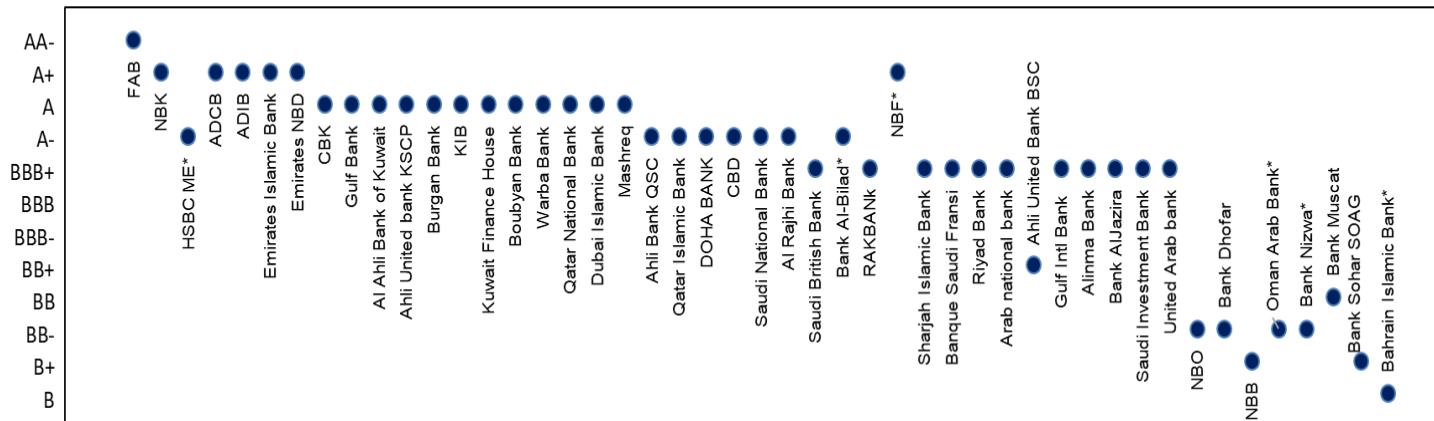 AA-
A+
A
A-
BBB+
BBB
BBB-
BB+
BB
BB-
B+
B
FAB
NBK
HSBC ME*
ADCB
ADIB
Emirates Islamic Bank
Emirates NBD
CBK
Gulf Bank
Al Ahli Bank of Kuwait
Ahli United bank KSCP
Burgan Bank
KIB
Kuwait Finance House
Boubyan Bank
Warba Bank
Qatar National Bank
Dubai Islamic Bank
Mashreq
Ahli Bank QSC
Qatar Islamic Bank
DOHA BANK
CBD
Saudi National Bank
Al Rajhi Bank
Saudi British Bank
Bank Al-Bilad*
RAKBANK
NBF*
Sharjah Islamic Bank
Banque Saudi Fransi
Riyad Bank
Arab national bank
Ahli United Bank BSC
Gulf Intl Bank
Alinma Bank
Bank AlJazira
Saudi Investment Bank
United Arab bank
NBO
Bank Dhofar
NBB
Oman Arab Bank*
Bank Nizwa*
Bank Muscat
Bank Sohar SOAG
Bahrain Islamic Bank*